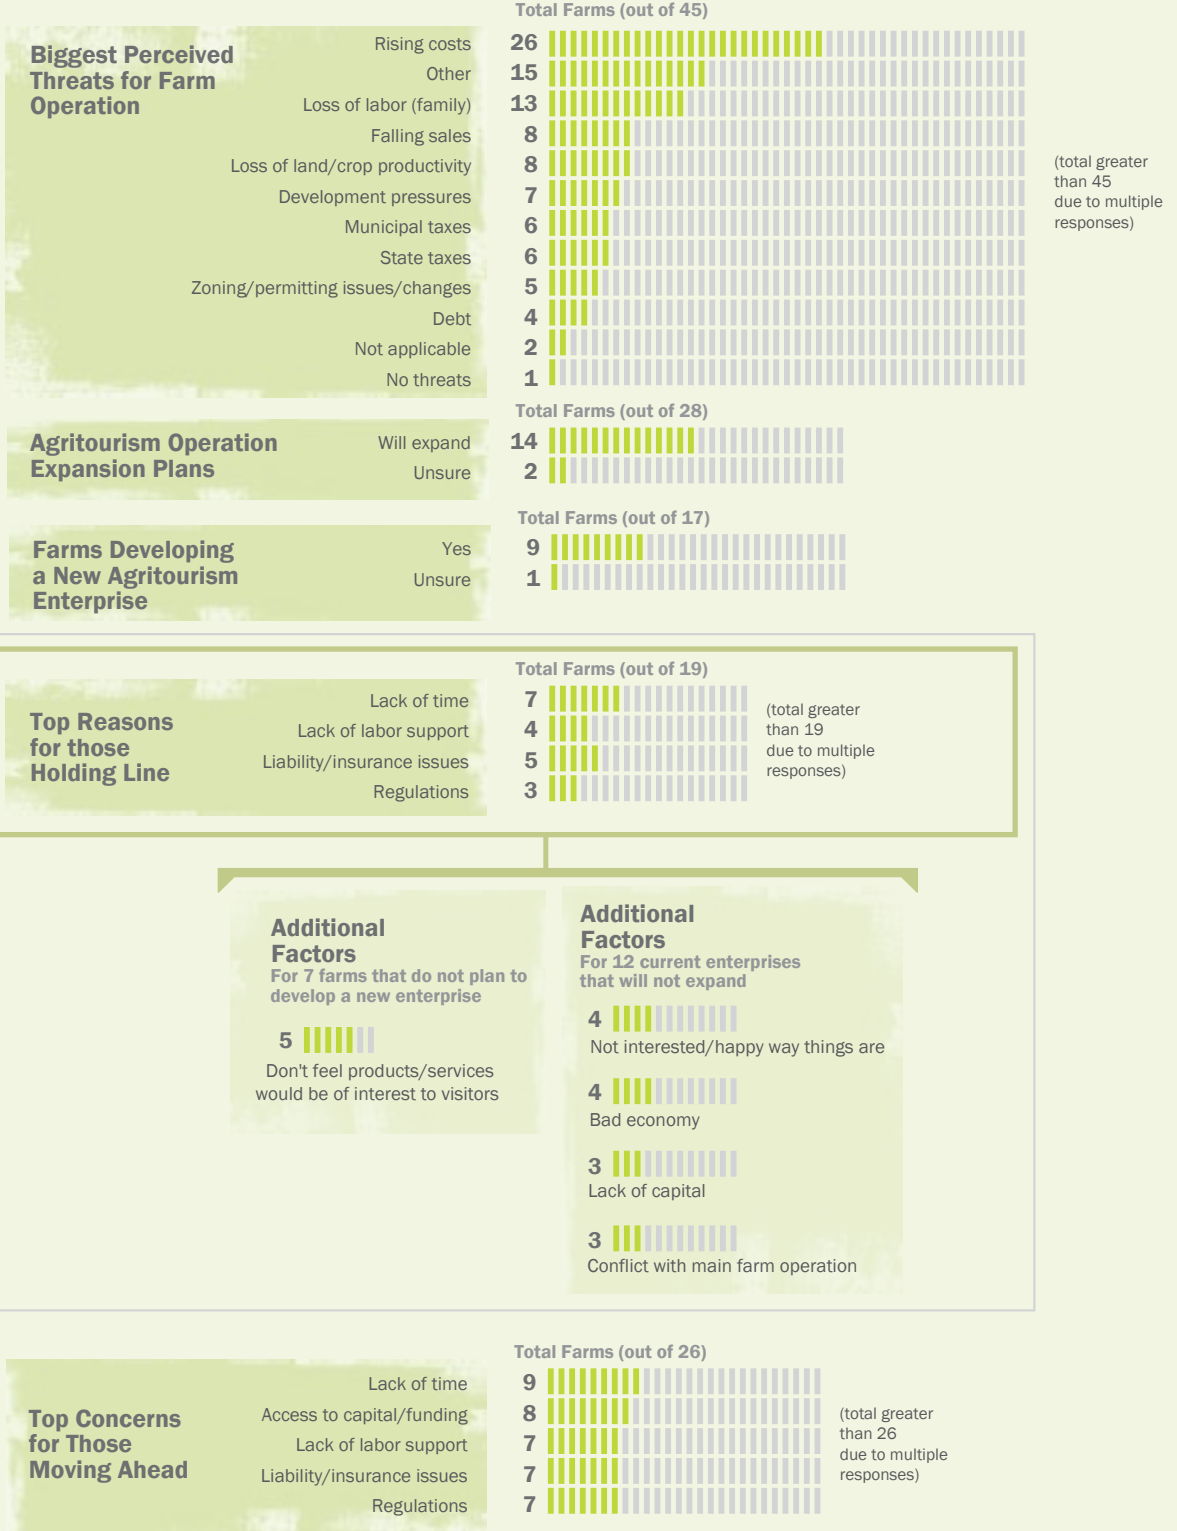 Total Farms (out of 45)
Biggest Perceived
Threats for Farm
Operation
Rising costs 26
Other 15
Loss of labor (family) 13
Falling sales 8
Loss of land/crop productivity 8
Development pressures 7
Municipal taxes 6
State taxes 6
Zoning/permitting issues/changes 5
Debt 4
Not applicable 2
No threats 1
(total greater
than 45
due to multiple
responses)
Total Farms (out of 28)
Agritourism Operation
Expansion Plans
Will expand 14
Unsure 2
Total Farms (out of 17)
Farms Developing
a New Agritourism
Enterprise
Yes 9
Unsure 1
Total Farms (out of 19)
Top Reasons
for those
Holding Line
Lack of time 7
Lack of labor support 4
Liability/insurance issues 5
Regulations 3
(total greater
than 19
due to multiple
responses)
Additional
Factors
For 7 farms that do not plan to
develop a new enterprise
5
Don't feel products/services
would be of interest to visitors
Additional
Factors
For 12 current enterprises
that will not expand
4
Not interested/happy way things are
4
Bad economy
3
Lack of capital
3
Conflict with main farm operation
Total Farms (out of 26)
Top Concerns
for Those
Moving Ahead
Lack of time 9
Access to capital/funding 8
Lack of labor support 7
Liability/insurance issues 7
Regulations 7
(total greater
than 26
due to multiple
responses)